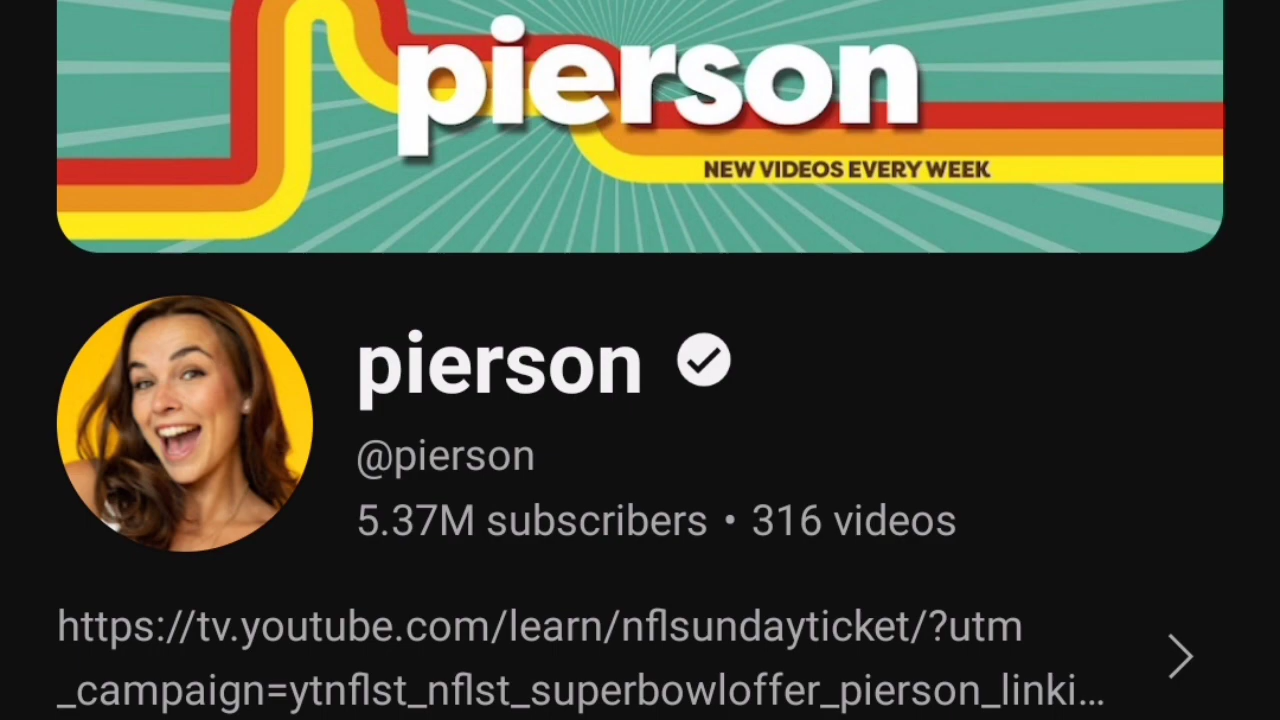 pierson
NEW VIDEOS EVERY WEEK
pierson
@pierson
5.37M subscribers • 316 videos
https://tv.youtube.com/learn/nflsundayticket/?utm
_campaign=ytnflst_nflst_superbowloffer_pierson_linki...